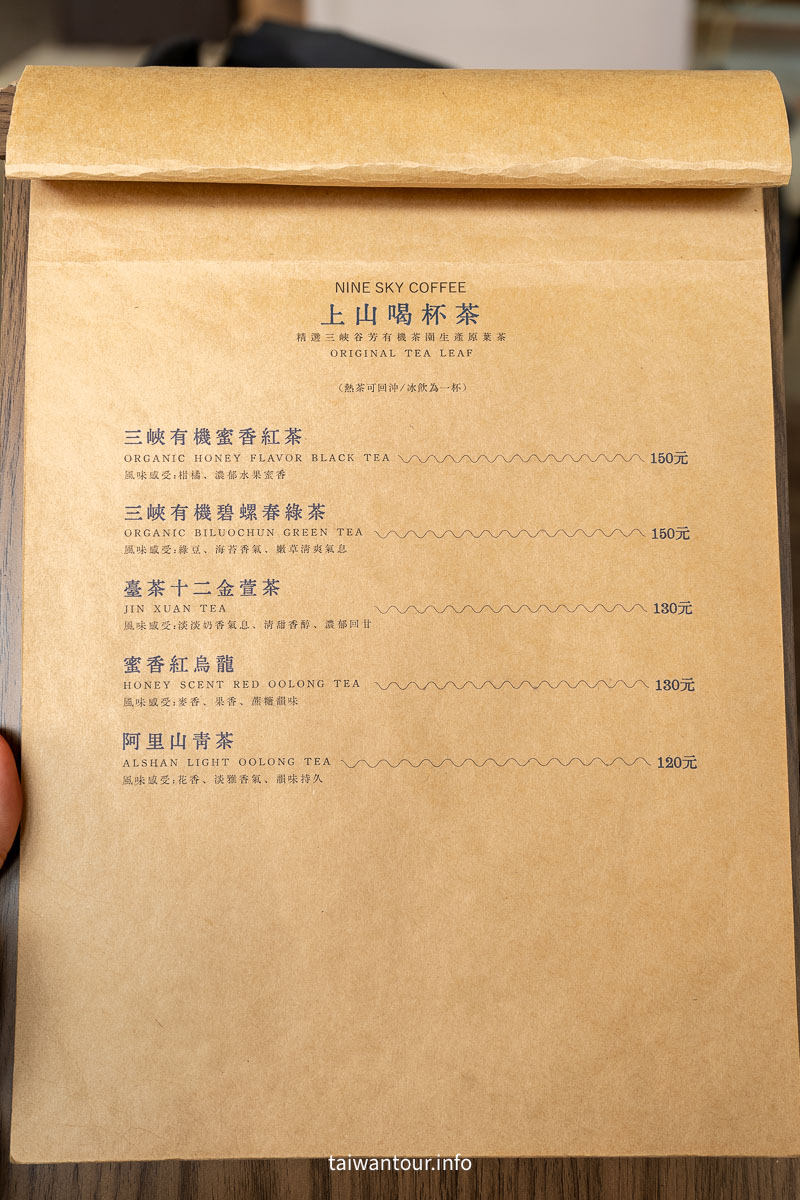 NINE SKY COFFEE
上山喝杯茶
精選三峽谷芳有機茶園生產原葉茶
ORIGINAL TEA LEAF
(熱茶可回沖/冰飲為一杯)
三峽有機蜜香紅茶
ORGANIC HONEY FLAVOR BLACK TEA 150元
風味感受:柑橘、濃郁水果蜜香
三峽有機碧螺春綠茶
ORGANIC BILUOCHUN GREEN TEA 150元
風味感受:綠豆、海苔香氣、嫩草清爽氣息
臺茶十二金萱茶
JIN XUAN TEA 130元
風味感受:淡淡奶香氣息、清甜香醇、濃郁回甘
蜜香紅烏龍
HONEY SCENT RED OOLONG TEA 130元
風味感受:麥香、果香、蔗糖韻味
阿里山青茶
ALSHAN LIGHT OOLONG TEA 120元
風味感受:花香、淡雅香氣、韻味持久
taiwantour.info